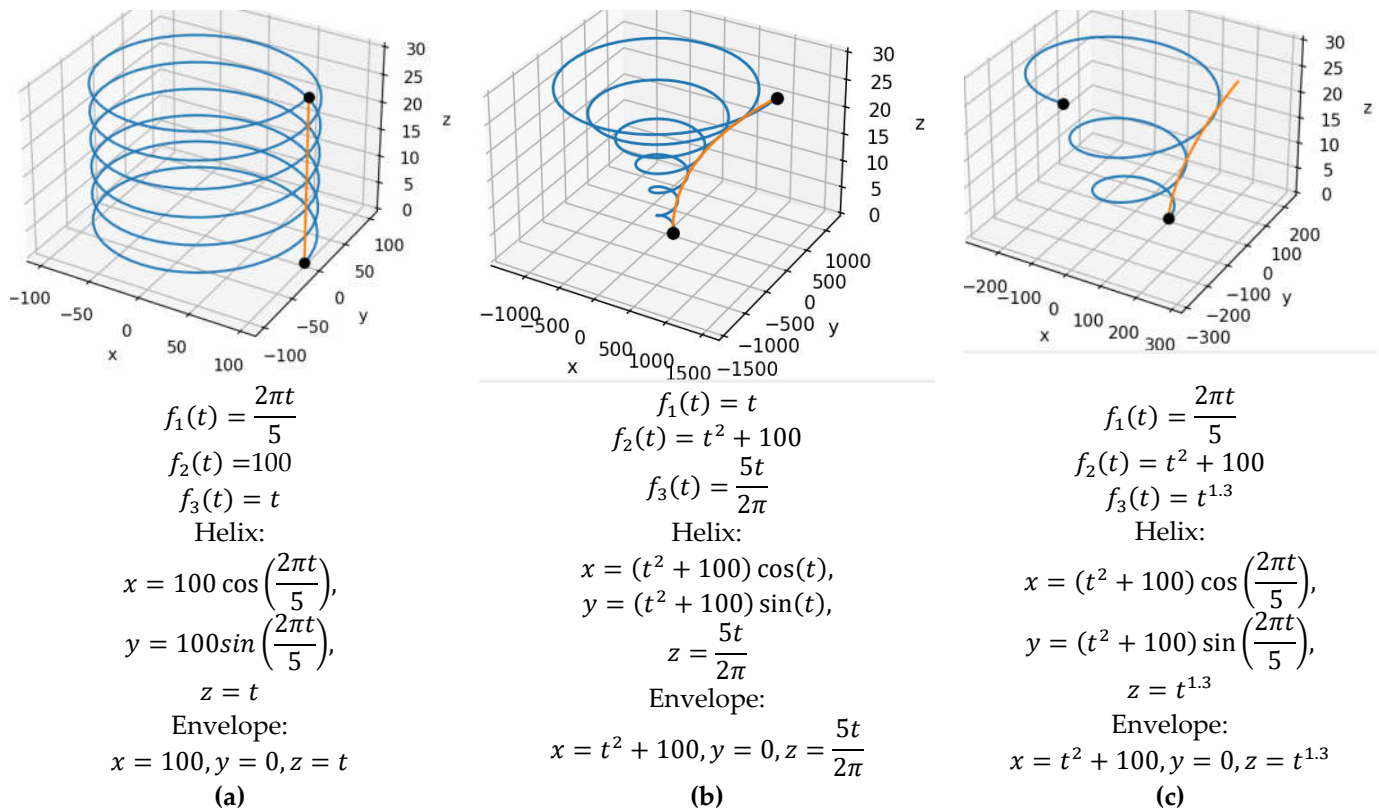 30
25
20
15
10
5
0
z
100
50
0
−50
−100
y
−100
−50
0
50
100
x
30
25
20
15
10
5
0
z
1000
500
0
−500
−1000
−1500
y
−1000
−500
0
500
1000
1500
x
30
25
20
15
10
5
0
z
200
100
0
−100
−200
−300
y
−200
−100
0
100
200
300
x
f₁(t) = 2πt/5
f₂(t) =100
f₃(t) = t
Helix:
x = 100 cos(2πt/5),
y = 100sin(2πt/5),
z = t
Envelope:
x = 100, y = 0, z = t
(a)
f₁(t) = t
f₂(t) = t² + 100
f₃(t) = 5t/2π
Helix:
x = (t² + 100) cos(t),
y = (t² + 100) sin(t),
z = 5t/2π
Envelope:
x = t² + 100, y = 0, z = 5t/2π
(b)
f₁(t) = 2πt/5
f₂(t) = t² + 100
f₃(t) = t^1.3
Helix:
x = (t² + 100) cos(2πt/5),
y = (t² + 100) sin(2πt/5),
z = t^1.3
Envelope:
x = t² + 100, y = 0, z = t^1.3
(c)